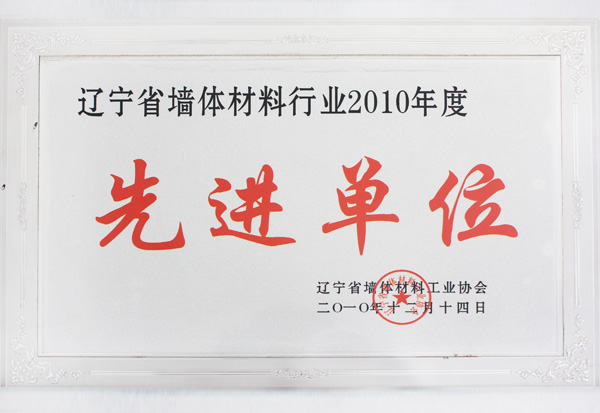 辽宁省墙体材料行业2010年度
先进单位
辽宁省墙体材料工业协会
二〇一〇年十二月十四日